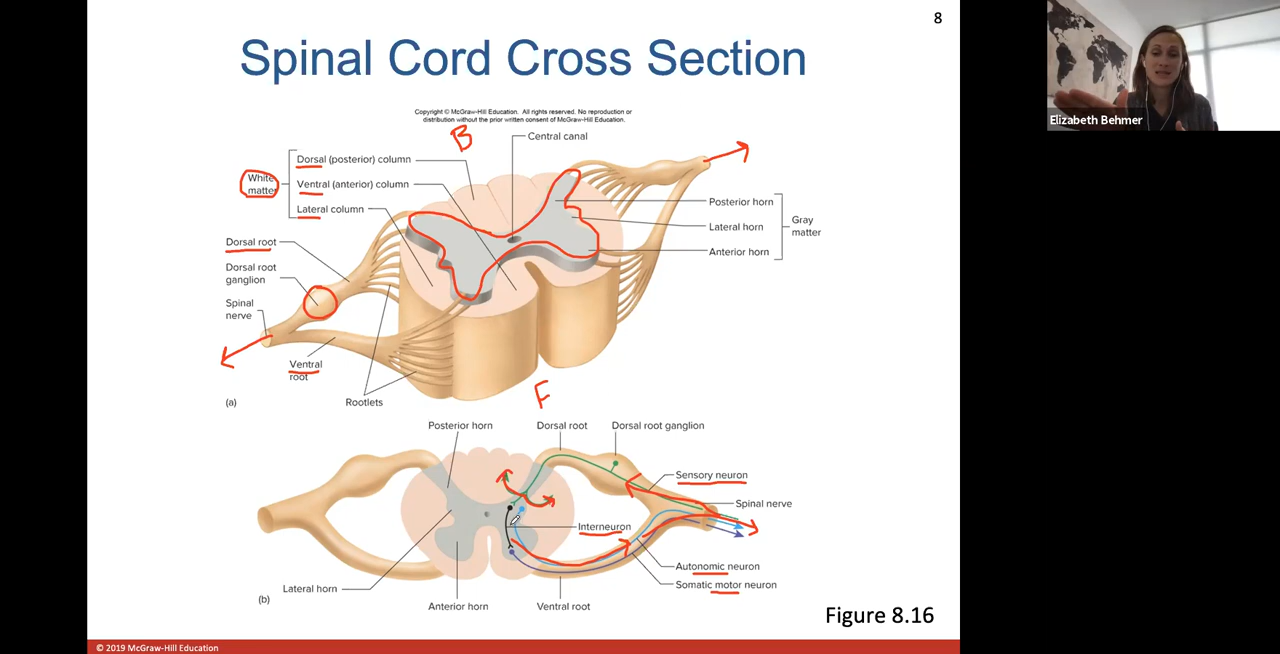 8
Spinal Cord Cross Section
Copyright © McGraw-Hill Education. All rights reserved. No reproduction or
distribution without the prior written consent of McGraw-Hill Education.
B
Central canal
Dorsal (posterior) column
White
matter
Ventral (anterior) column
Lateral column
Posterior horn
Lateral horn
Gray
matter
Anterior horn
Dorsal root
Dorsal root
ganglion
Spinal
nerve
Ventral
root
Rootlets
(a)
F
Posterior horn
Dorsal root
Dorsal root ganglion
Sensory neuron
Spinal nerve
Interneuron
Autonomic neuron
Somatic motor neuron
Lateral horn
Anterior horn
Ventral root
(b)
Figure 8.16
© 2019 McGraw-Hill Education
Elizabeth Behmer